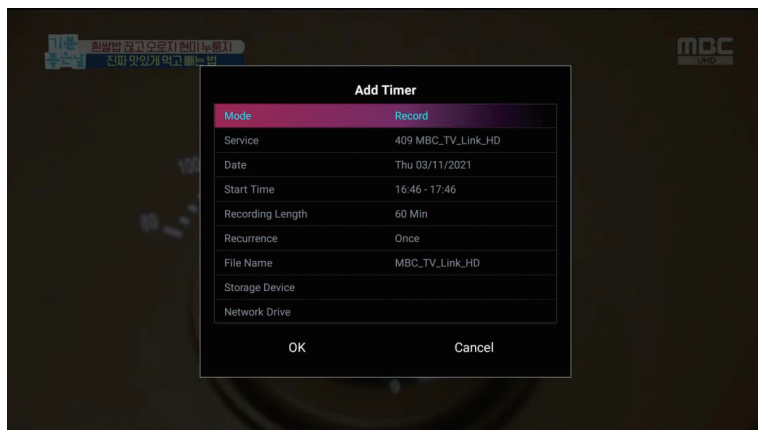 기분 좋은날
흰쌀밥 끊고 오로지 현미 누룽지
진짜 맛있게 먹고 빼는 법
MBC
UHD
Add Timer
Mode Record
Service 409 MBC_TV_Link_HD
Date Thu 03/11/2021
Start Time 16:46 - 17:46
Recording Length 60 Min
Recurrence Once
File Name MBC_TV_Link_HD
Storage Device
Network Drive
OK Cancel
100
80